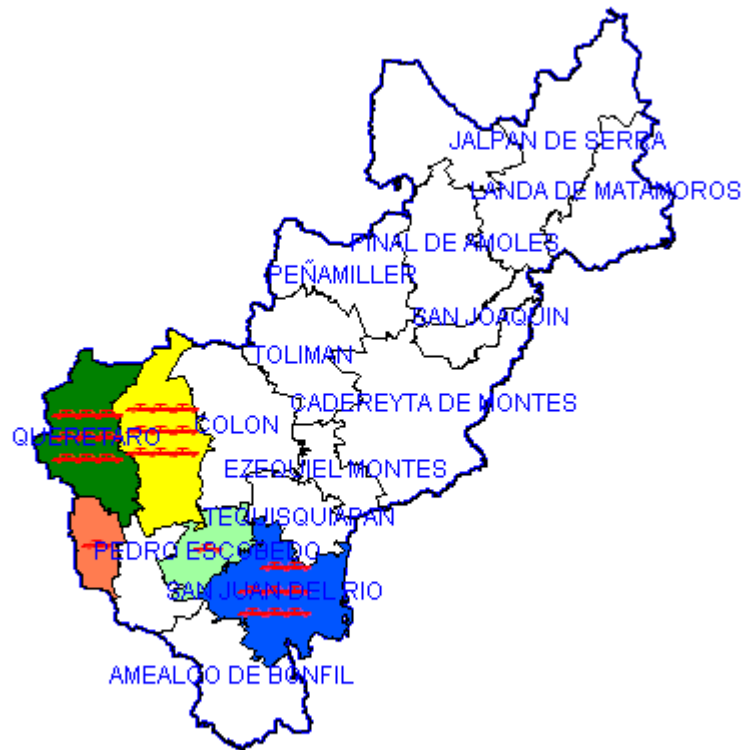 JALPAN DE SERRA
LANDA DE MATAMOROS
PINAL DE AMOLES
PEÑAMILLER
SAN JOAQUIN
TOLIMAN
CADEREYTA DE MONTES
COLON
QUERETARO
EZEQUIEL MONTES
TEQUISQUIAPAN
PEDRO ESCOBEDO
SAN JUAN DEL RIO
AMEALCO DE BONFIL